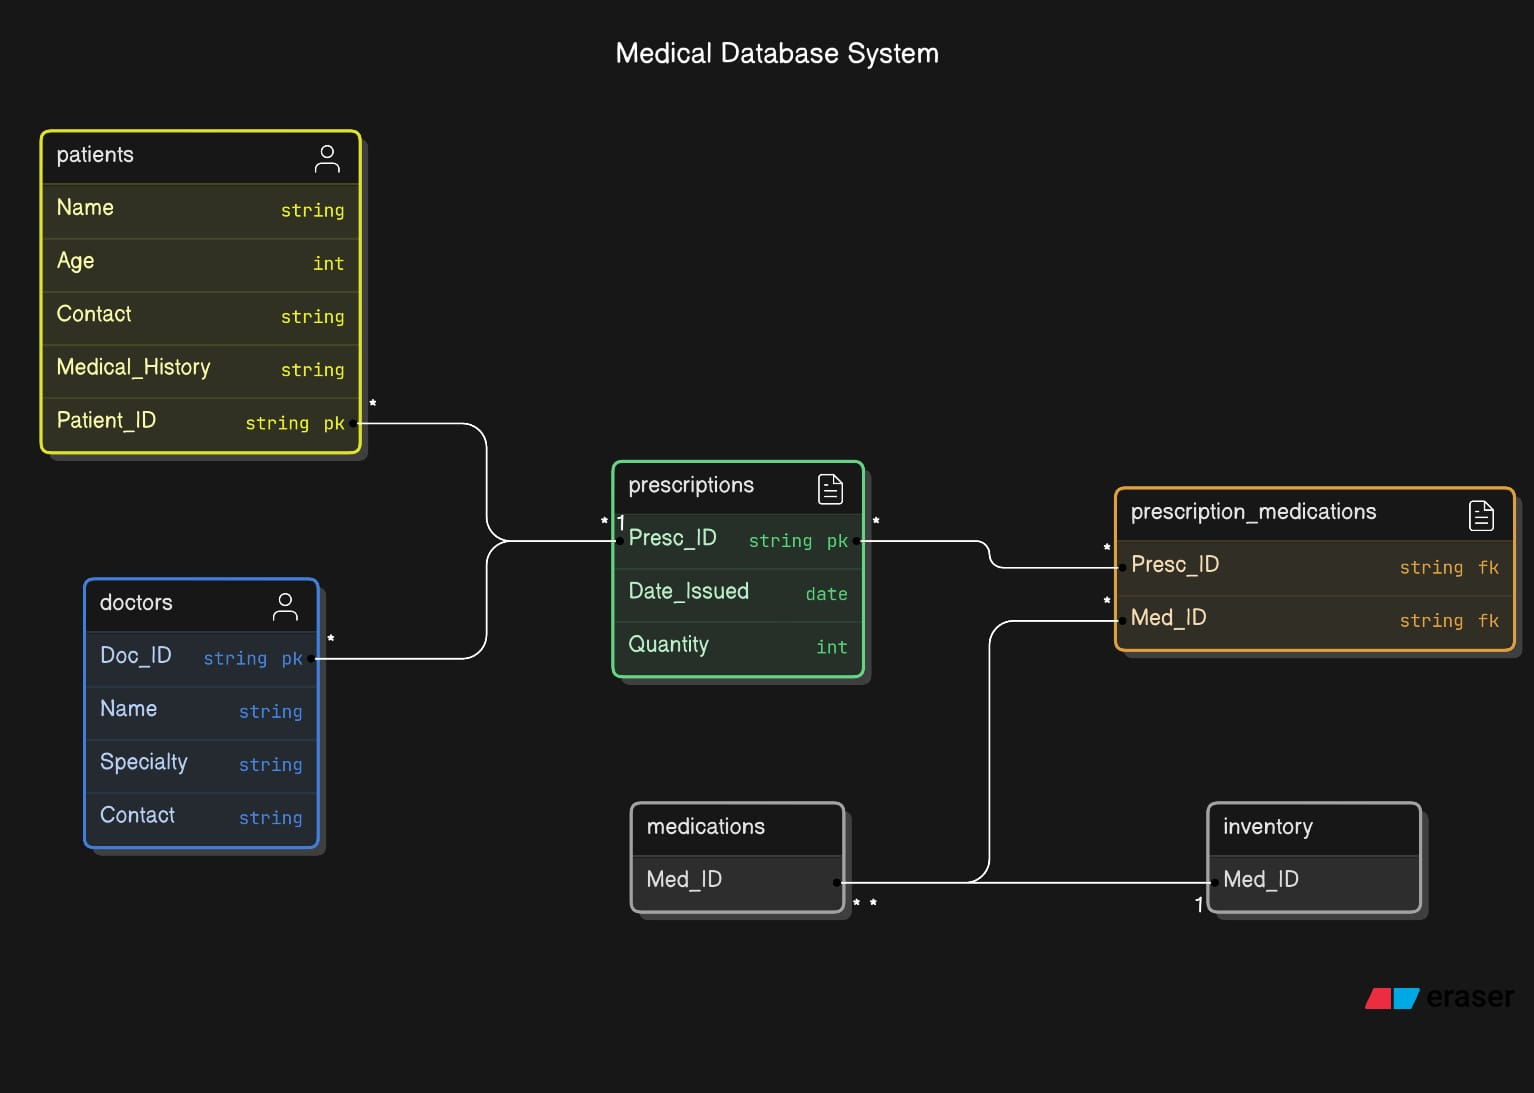 Medical Database System
patients
Name string
Age int
Contact string
Medical_History string
Patient_ID string pk
*
doctors
Doc_ID string pk
*
Name string
Specialty string
Contact string
prescriptions
* 1
Presc_ID string pk
*
Date_Issued date
Quantity int
prescription_medications
*
Presc_ID string fk
*
Med_ID string fk
medications
Med_ID
* *
inventory
Med_ID
1
eraser